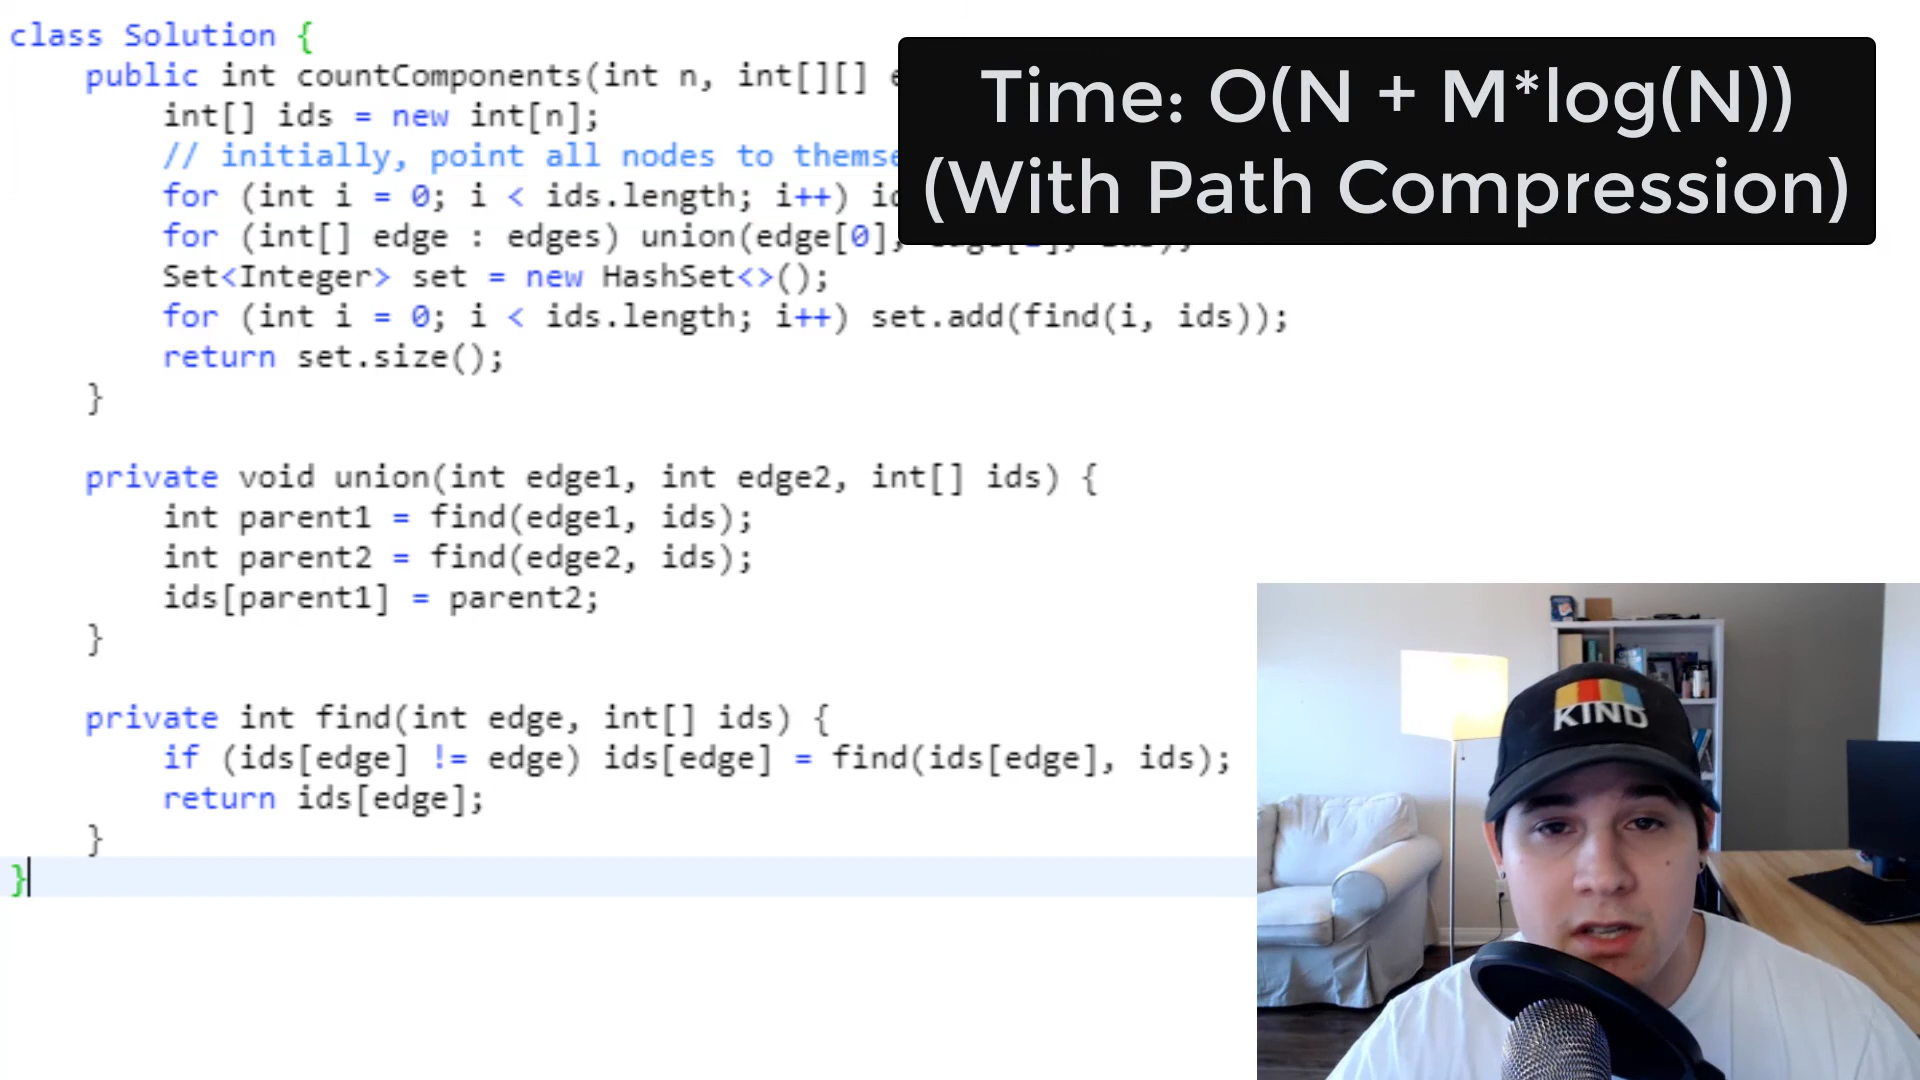 class Solution {
public int countComponents(int n, int[][]
Time: O(N + M*log(N))
(With Path Compression)
int[] ids = new int[n];
// initially, point all nodes to
for (int i = 0; i < ids.length; i++)
for (int[] edge : edges) union(edge[0],
Set<Integer> set = new HashSet<>();
for (int i = 0; i < ids.length; i++) set.add(find(i, ids));
return set.size();
}
private void union(int edge1, int edge2, int[] ids) {
int parent1 = find(edge1, ids);
int parent2 = find(edge2, ids);
ids[parent1] = parent2;
}
private int find(int edge, int[] ids) {
if (ids[edge] != edge) ids[edge] = find(ids[edge], ids);
return ids[edge];
}
}
KIND